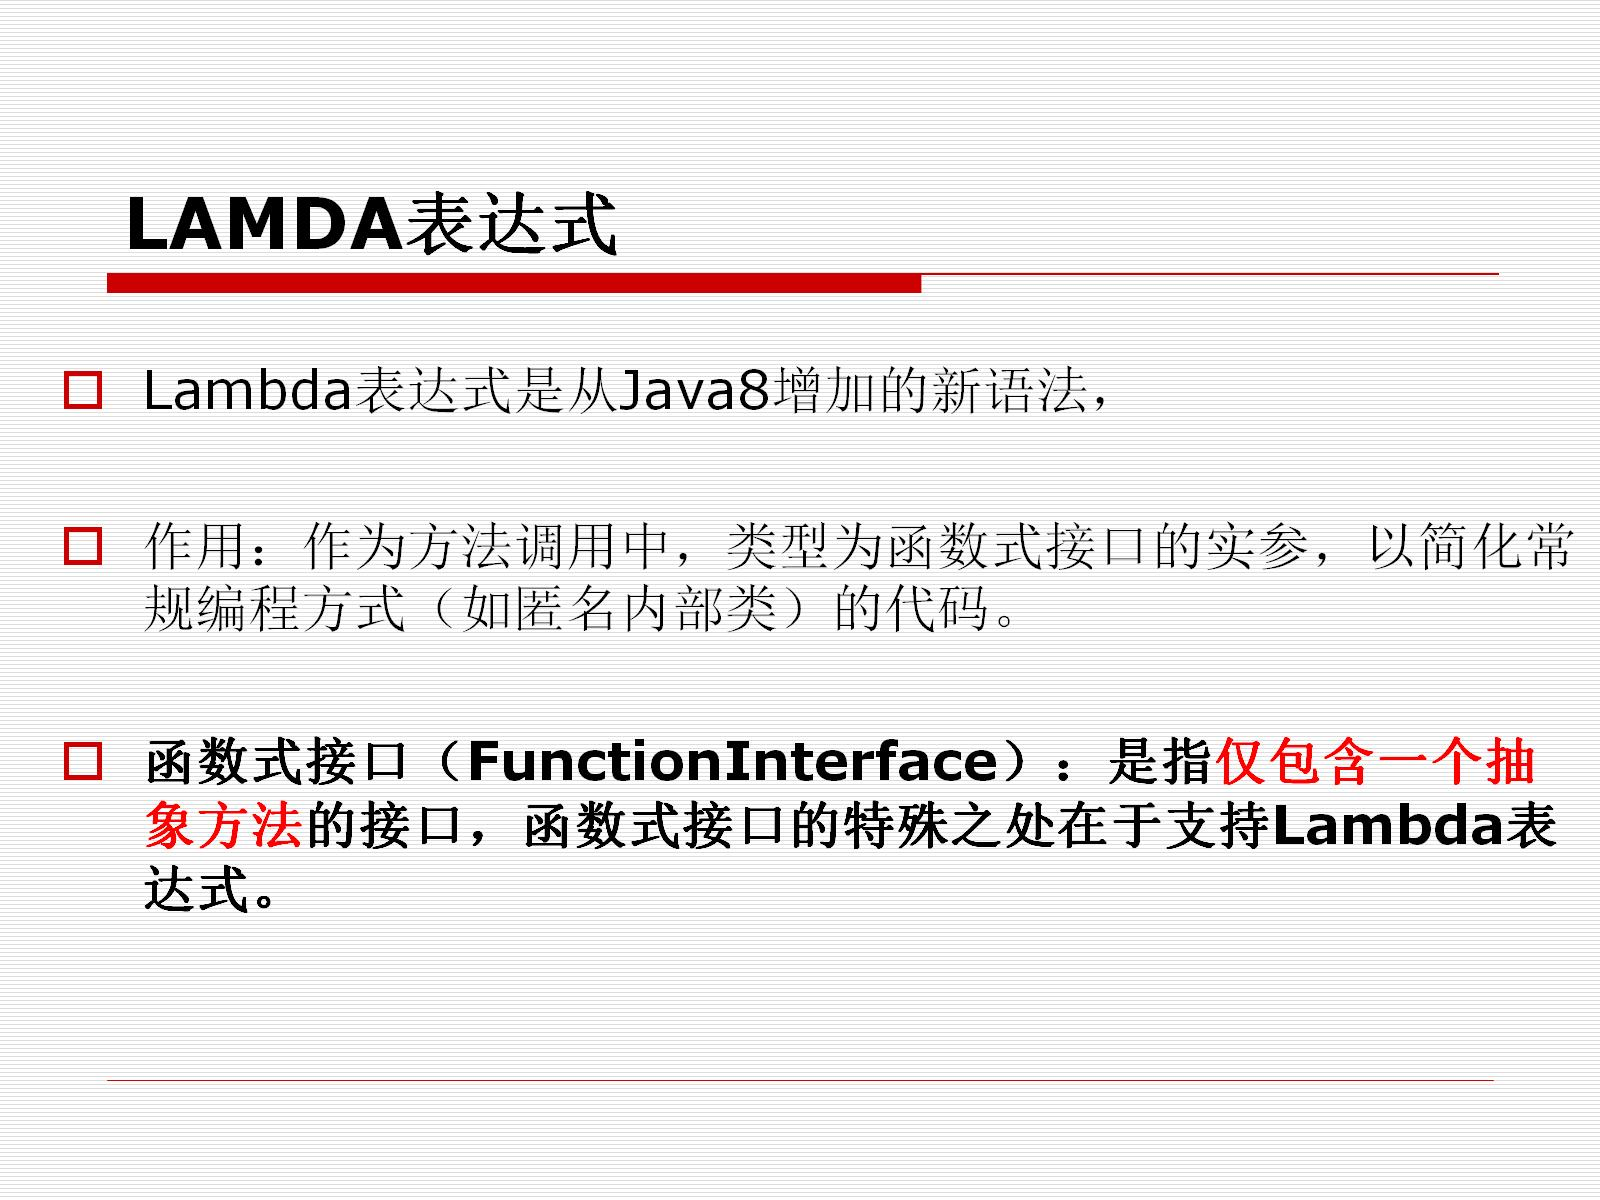 LAMDA表达式
Lambda表达式是从Java8增加的新语法，
作用：作为方法调用中，类型为函数式接口的实参，以简化常
规编程方式（如匿名内部类）的代码。
函数式接口（FunctionInterface）：是指仅包含一个抽
象方法的接口，函数式接口的特殊之处在于支持Lambda表
达式。